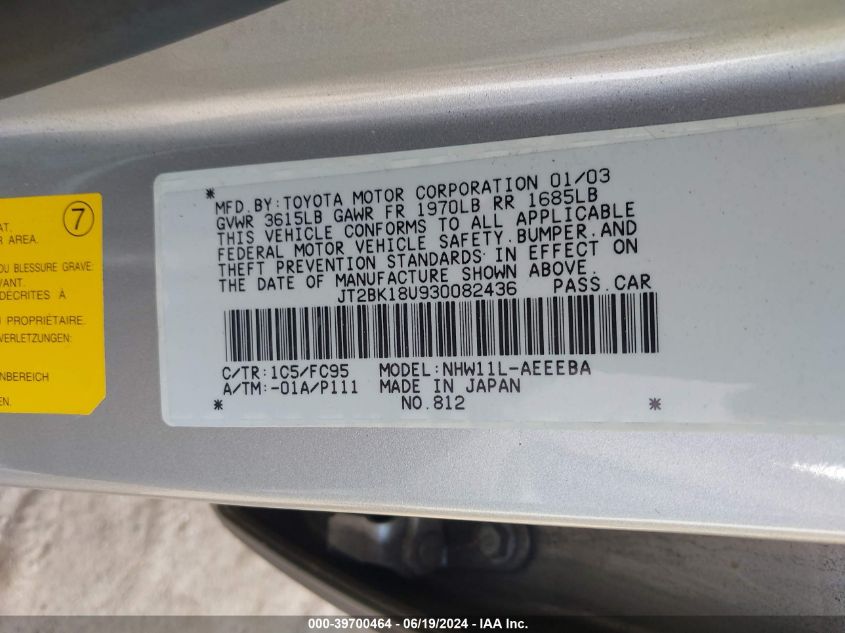 7
AT.
R AREA.
OU BLESSURE GRAVE:
VANT.
DÉCRITES À
U PROPRIÉTAIRE.
VERLETZUNGEN:
NBEREICH
EN.
* MFD.BY:TOYOTA MOTOR CORPORATION 01/03
GVWR 3615LB GAWR FR 1970LB RR 1685LB
THIS VEHICLE CONFORMS TO ALL APPLICABLE
FEDERAL MOTOR VEHICLE SAFETY.BUMPER.AND
THEFT PREVENTION STANDARDS IN EFFECT ON
THE DATE OF MANUFACTURE SHOWN ABOVE.
JT2BK18U930082436 PASS.CAR
C/TR:1C5/FC95 MODEL:NHW11L-AEEEBA
A/TM:-01A/P111 MADE IN JAPAN
* NO.812 *
000-39700464 - 06/19/2024 - IAA Inc.